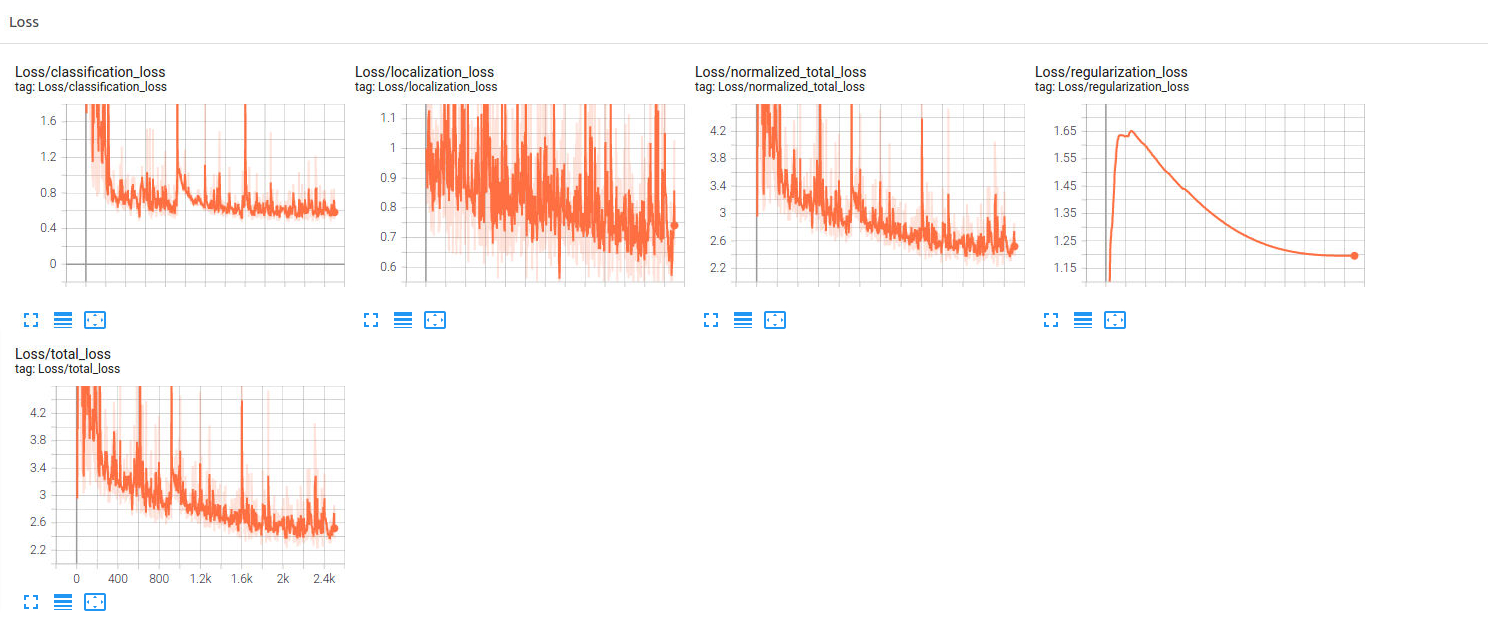 Loss
Loss/classification_loss
tag: Loss/classification_loss
1.6
1.2
0.8
0.4
0
Loss/localization_loss
tag: Loss/localization_loss
1.1
1
0.9
0.8
0.7
0.6
Loss/normalized_total_loss
tag: Loss/normalized_total_loss
4.2
3.8
3.4
3
2.6
2.2
Loss/regularization_loss
tag: Loss/regularization_loss
1.65
1.55
1.45
1.35
1.25
1.15
Loss/total_loss
tag: Loss/total_loss
4.2
3.8
3.4
3
2.6
2.2
0 400 800 1.2k 1.6k 2k 2.4k